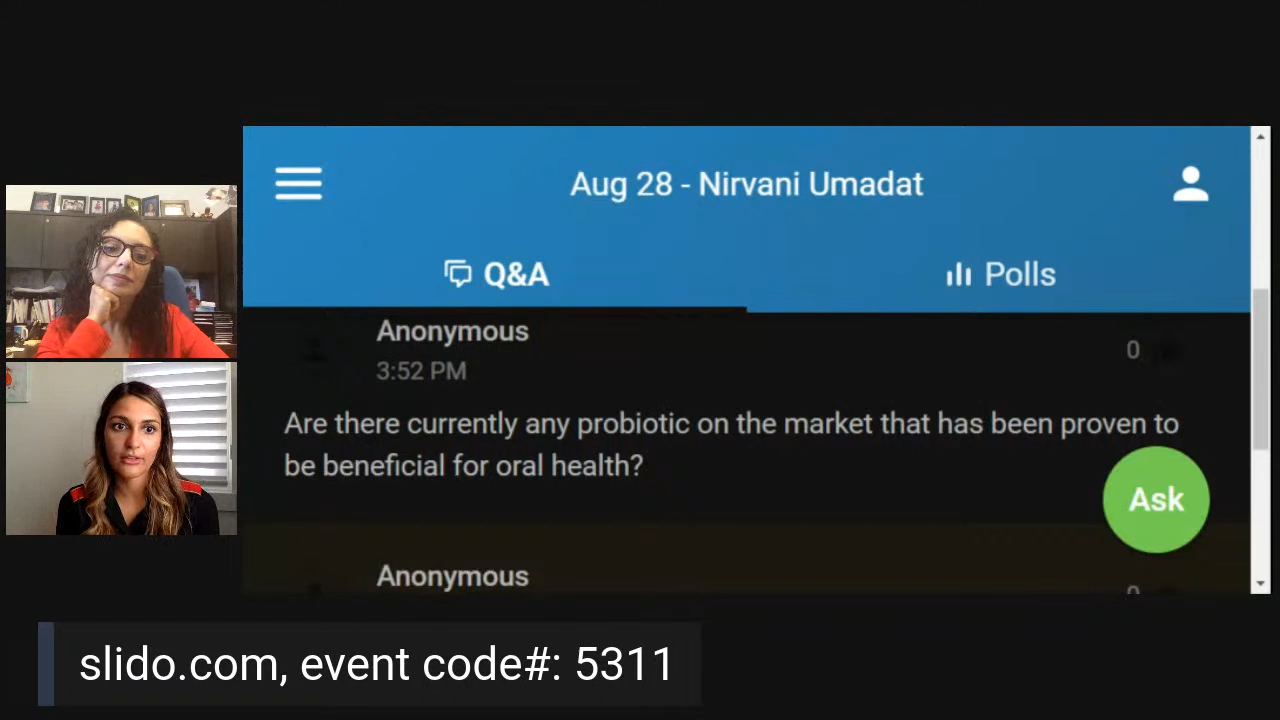 Aug 28 - Nirvani Umadat
Q&A
Polls
Anonymous
0
3:52 PM
Are there currently any probiotic on the market that has been proven to
be beneficial for oral health?
Ask
Anonymous
0
slido.com, event code#: 5311